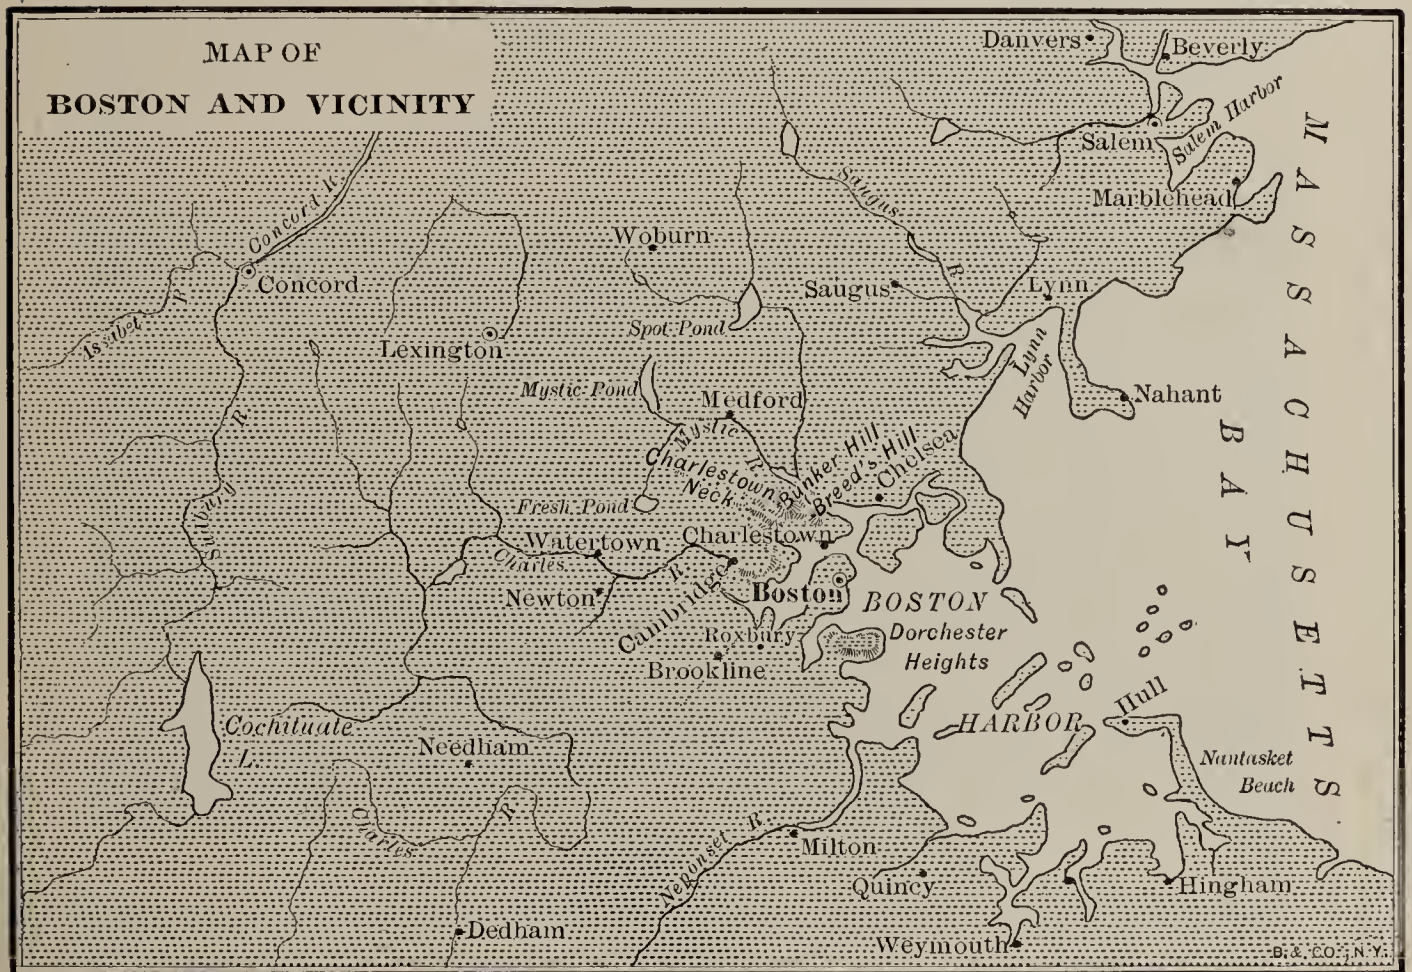 MAP OF
BOSTON AND VICINITY
Danvers
Beverly
Salem
Salem Harbor
Marblehead
MASSACHUSETTS
BAY
Concord R.
Concord
Assabet R
Woburn
Saugus R
Saugus
Lynn
Lexington
Spot Pond
Lynn
Harbor
Mystic Pond
Medford
Nahant
Mystic R.
Charlestown
Neck
Bunker Hill
Breed's Hill
Chelsea
Sudbury R
Fresh Pond
Watertown
Charlestown
Charles R.
Newton
Cambridge
Boston
BOSTON
HARBOR
Dorchester
Heights
Roxbury
Brookline
Hull
Cochituate
L.
Needham
Nantasket
Beach
Charles R
Neponset R.
Milton
Quincy
Hingham
Dedham
Weymouth
B. & CO., N.Y.